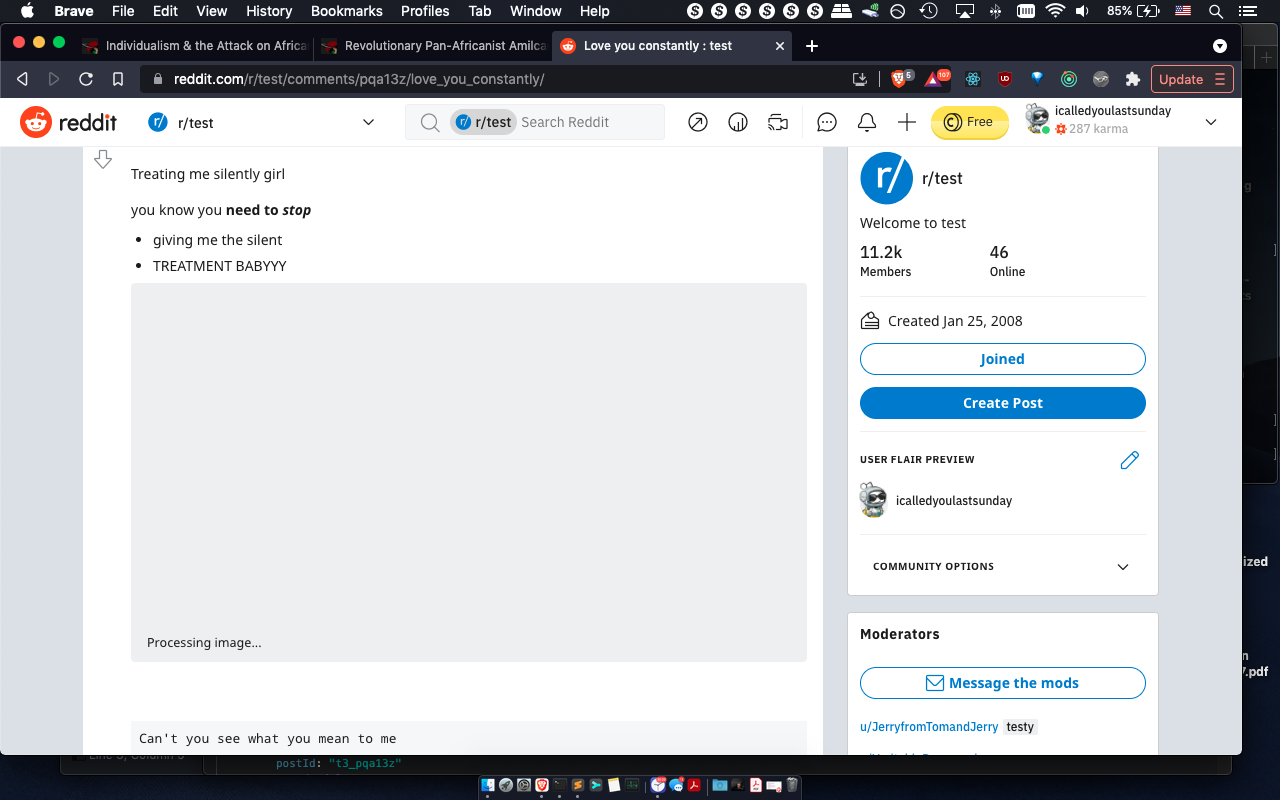 Brave File Edit View History Bookmarks Profiles Tab Window Help 85%
Individualism & the Attack on Africa
Revolutionary Pan-Africanist Amilca
Love you constantly : test
reddit.com/r/test/comments/pqa13z/love_you_constantly/
5
107
Update
reddit
r/test
r/test Search Reddit
Free
icalledyoulastsunday
287 karma
Treating me silently girl
you know you need to stop
giving me the silent
TREATMENT BABYYY
Processing image...
Can't you see what you mean to me
r/test
Welcome to test
11.2k
Members
46
Online
Created Jan 25, 2008
Joined
Create Post
USER FLAIR PREVIEW
icalledyoulastsunday
COMMUNITY OPTIONS
Moderators
Message the mods
u/JerryfromTomandJerry testy
ized
n
7.pdf
postId: "t3_pqa13z"